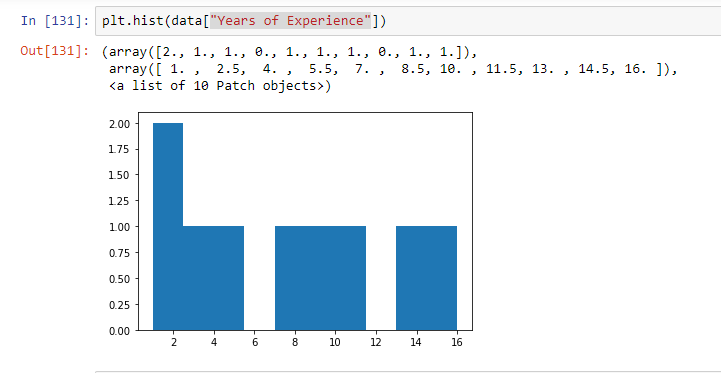 In [131]: plt.hist(data["Years of Experience"])
Out[131]: (array([2., 1., 1., 0., 1., 1., 1., 0., 1., 1.]),
array([ 1. ,  2.5,  4. ,  5.5,  7. ,  8.5, 10. , 11.5, 13. , 14.5, 16. ]),
<a list of 10 Patch objects>)
2.00
1.75
1.50
1.25
1.00
0.75
0.50
0.25
0.00
2 4 6 8 10 12 14 16